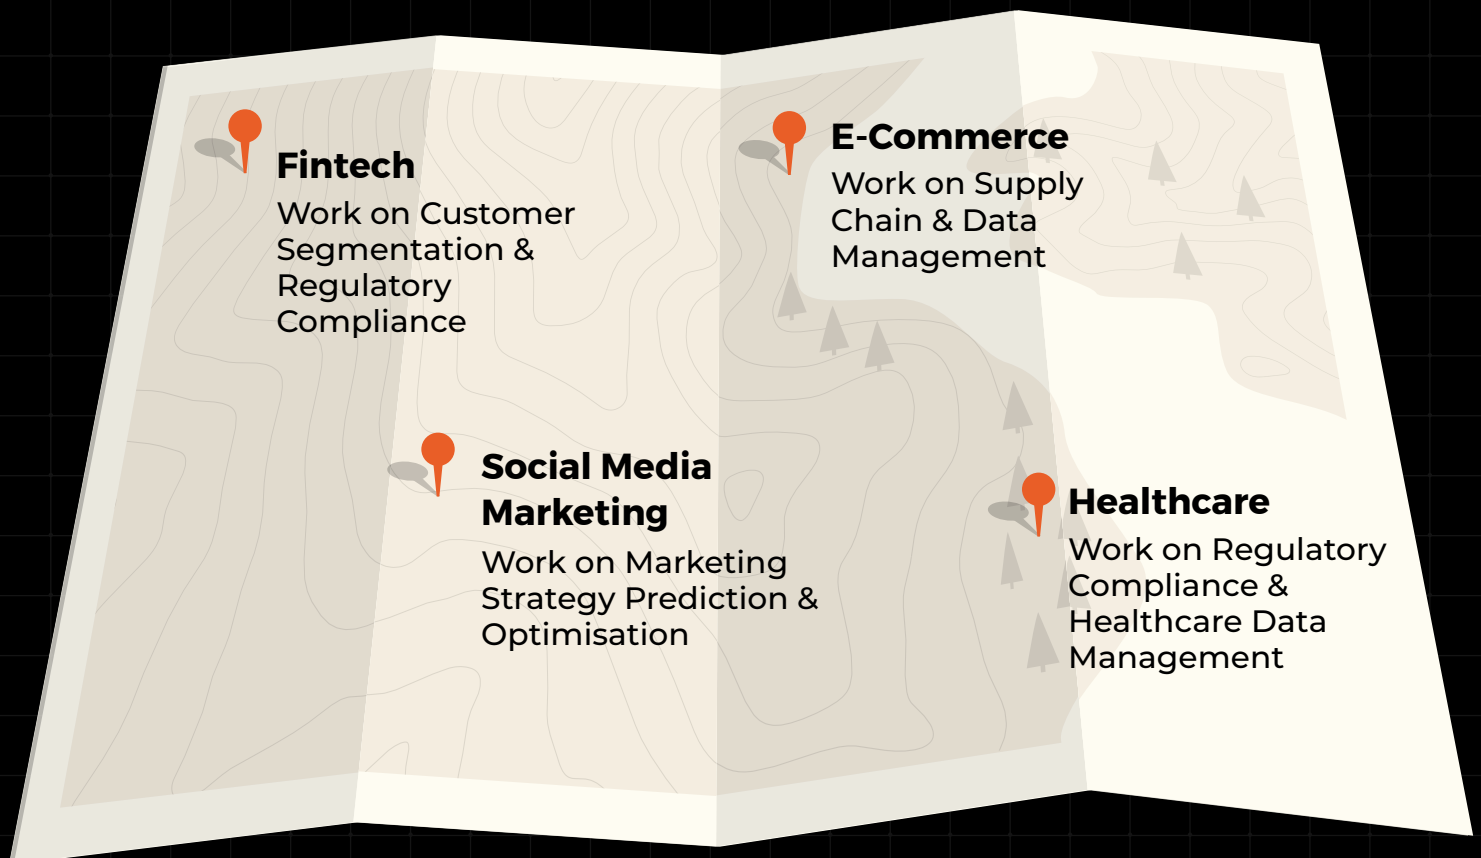 Fintech
Work on Customer
Segmentation &
Regulatory
Compliance
E-Commerce
Work on Supply
Chain & Data
Management
Social Media
Marketing
Work on Marketing
Strategy Prediction &
Optimisation
Healthcare
Work on Regulatory
Compliance &
Healthcare Data
Management